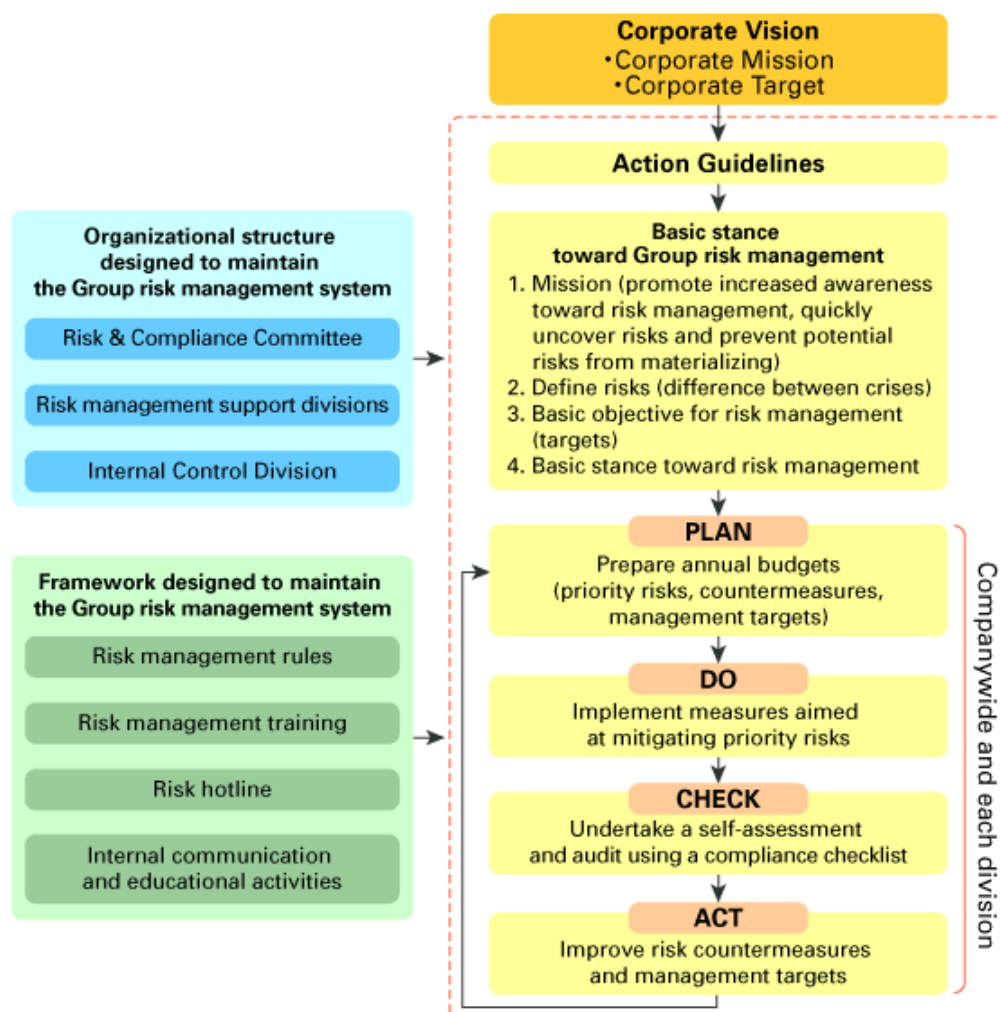 Corporate Vision
・Corporate Mission
・Corporate Target
Action Guidelines
Organizational structure
designed to maintain
the Group risk management system
Risk & Compliance Committee
Risk management support divisions
Internal Control Division
Framework designed to maintain
the Group risk management system
Risk management rules
Risk management training
Risk hotline
Internal communication
and educational activities
Basic stance
toward Group risk management
1. Mission (promote increased awareness
toward risk management, quickly
uncover risks and prevent potential
risks from materializing)
2. Define risks (difference between crises)
3. Basic objective for risk management
(targets)
4. Basic stance toward risk management
PLAN
Prepare annual budgets
(priority risks, countermeasures,
management targets)
DO
Implement measures aimed
at mitigating priority risks
CHECK
Undertake a self-assessment
and audit using a compliance checklist
ACT
Improve risk countermeasures
and management targets
Companywide and each division